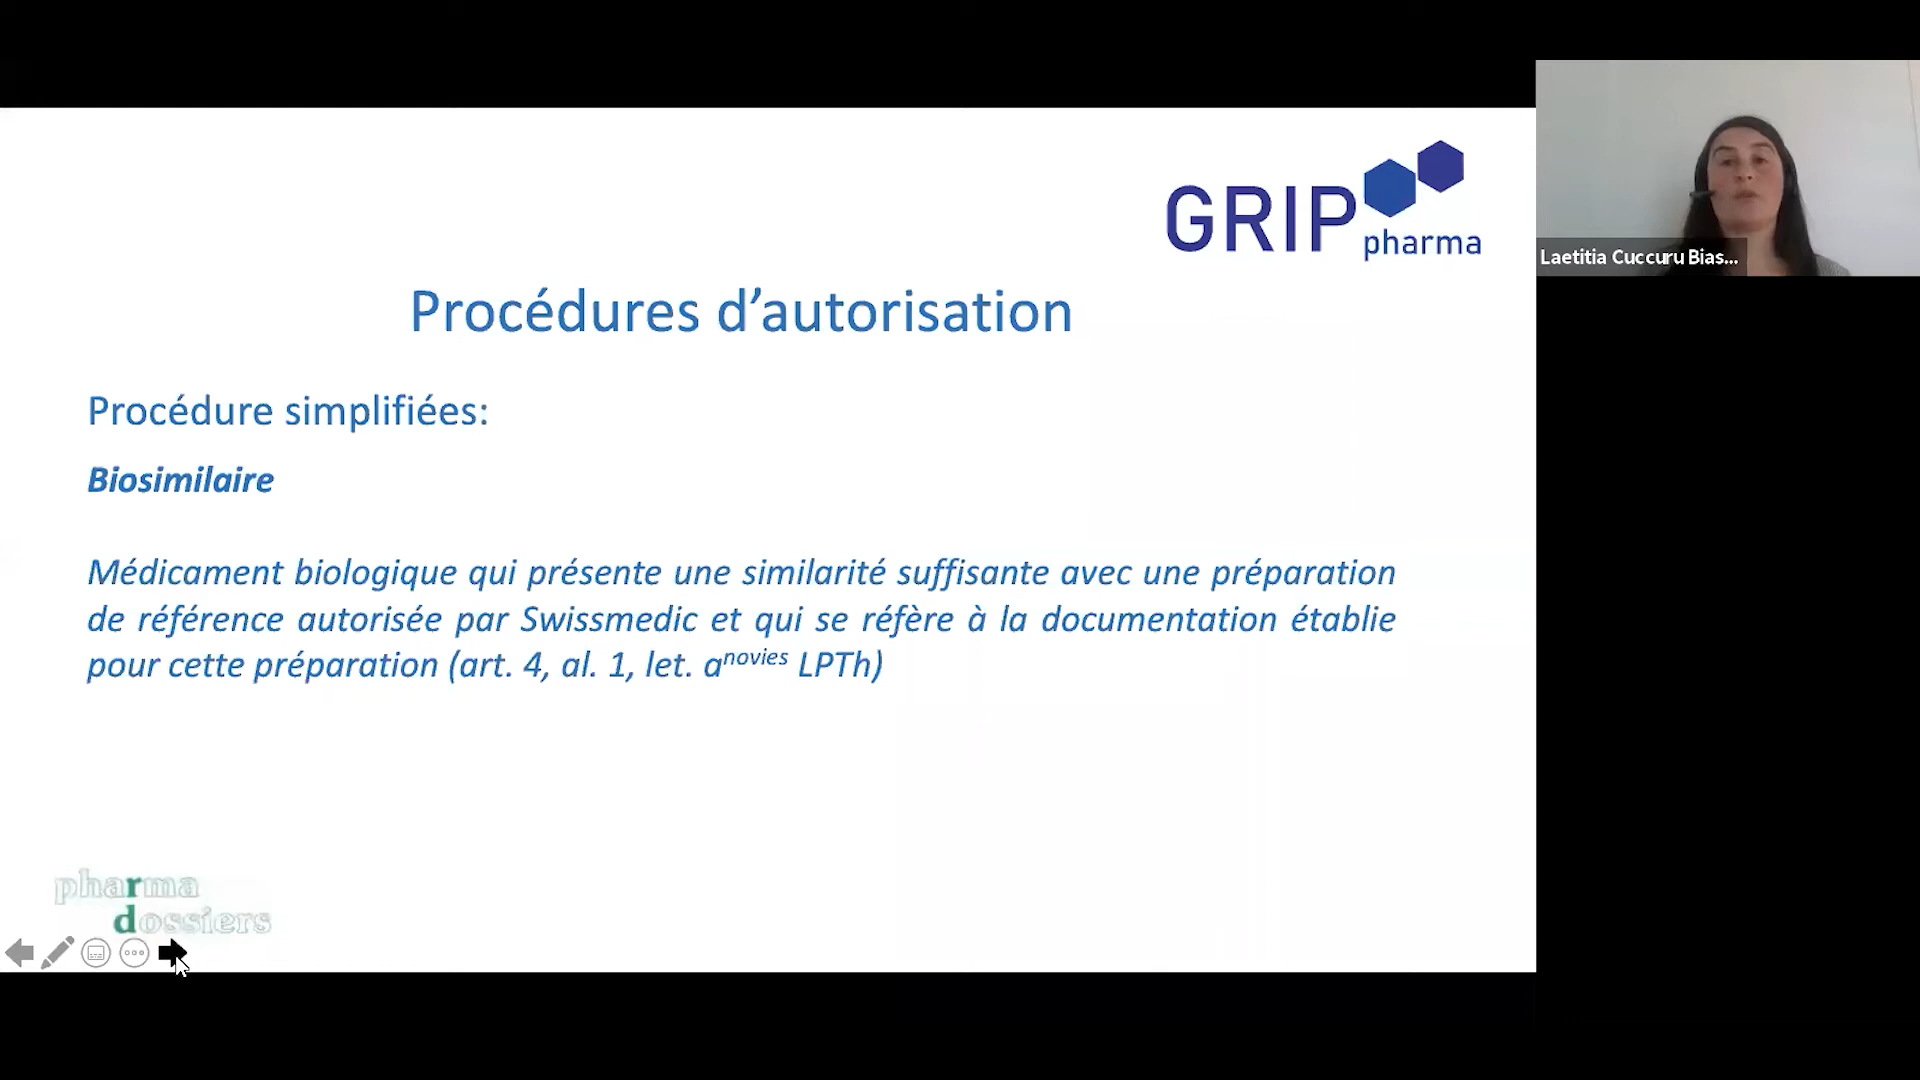 GRIP
pharma
Laetitia Cuccuru Bias...
Procédures d’autorisation
Procédure simplifiées:
Biosimilaire
Médicament biologique qui présente une similarité suffisante avec une préparation
de référence autorisée par Swissmedic et qui se réfère à la documentation établie
pour cette préparation (art. 4, al. 1, let. anovies LPTh)
pharma
dossiers